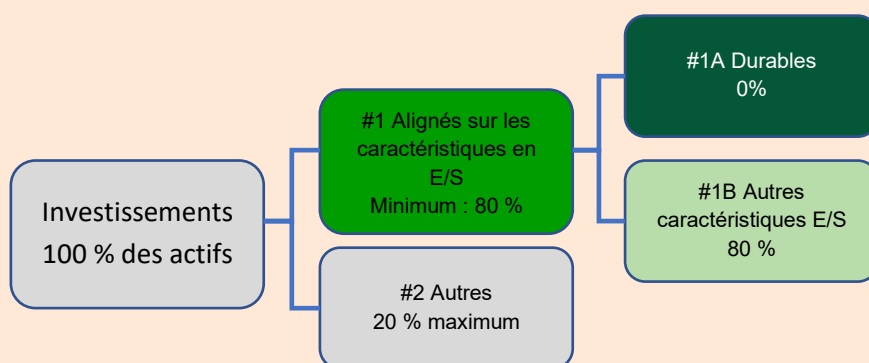 Investissements
100 % des actifs
#1 Alignés sur les
caractéristiques en
E/S
Minimum : 80 %
#2 Autres
20 % maximum
#1A Durables
0%
#1B Autres
caractéristiques E/S
80 %